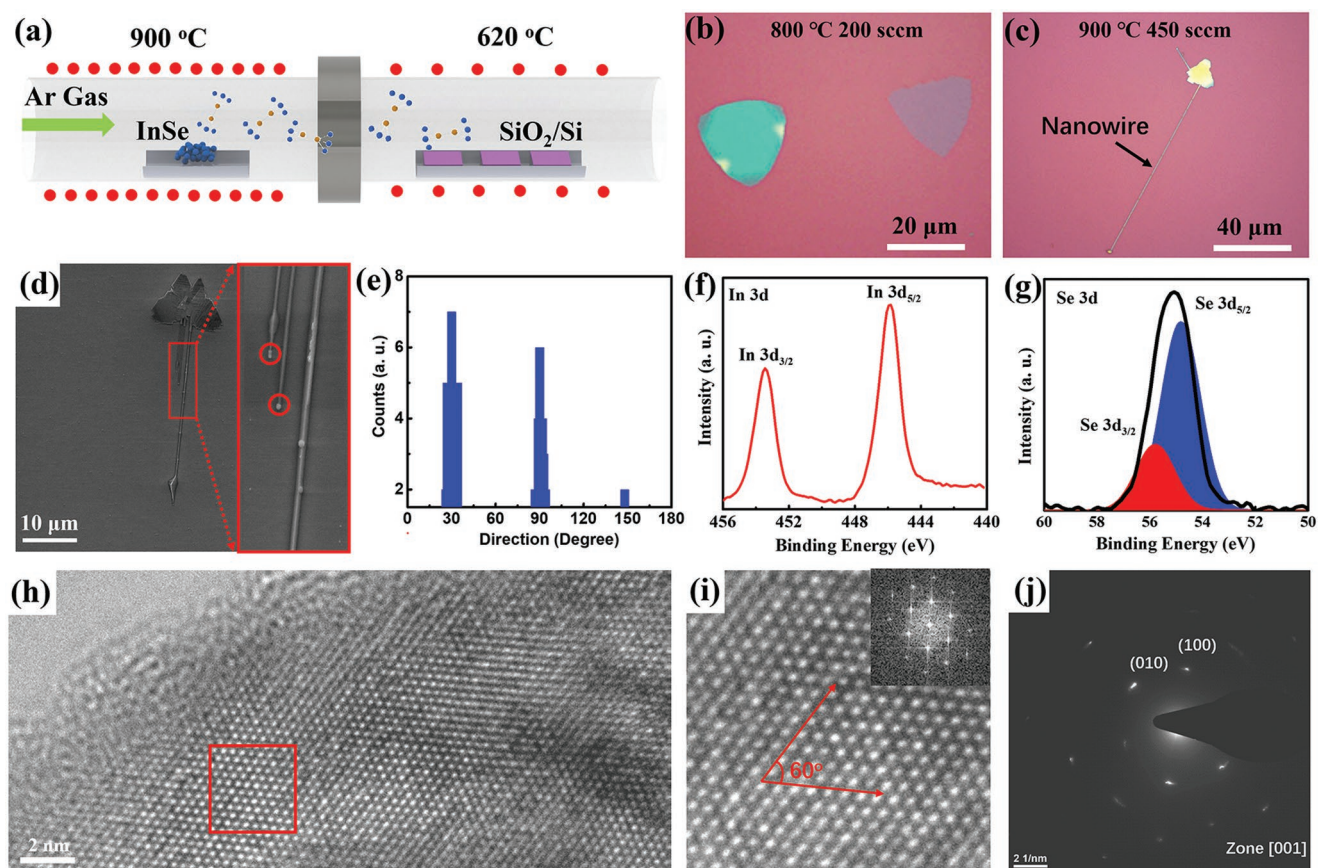 (a)
900 °C
620 °C
Ar Gas
InSe
SiO₂/Si
(b)
800 °C 200 sccm
20 μm
(c)
900 °C 450 sccm
Nanowire
40 μm
(d)
10 μm
(e)
Counts (a. u.)
8
6
4
2
0 30 60 90 120 150 180
Direction (Degree)
(f)
In 3d
In 3d₅/₂
In 3d₃/₂
Intensity (a. u.)
456 452 448 444 440
Binding Energy (eV)
(g)
Se 3d
Se 3d₅/₂
Se 3d₃/₂
Intensity (a. u.)
60 58 56 54 52 50
Binding Energy (eV)
(h)
2 nm
(i)
60°
(j)
(100)
(010)
2 1/nm
Zone [001]